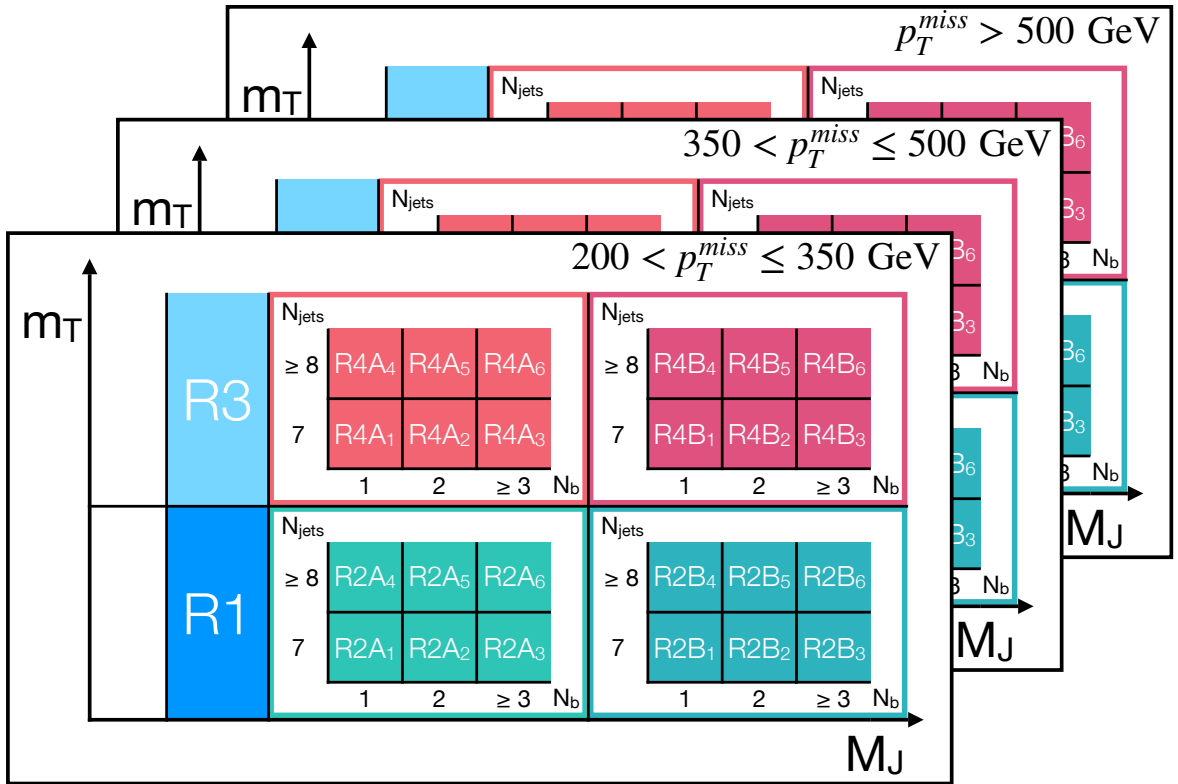 p_T^miss > 500 GeV
m_T
N_jets
N_jets
B_6
B_3
3 N_b
B_6
B_3
M_J
350 < p_T^miss ≤ 500 GeV
m_T
N_jets
N_jets
B_6
B_3
3 N_b
B_6
B_3
M_J
200 < p_T^miss ≤ 350 GeV
m_T
R3
N_jets
≥ 8 R4A_4 R4A_5 R4A_6
7 R4A_1 R4A_2 R4A_3
1 2 ≥ 3 N_b
N_jets
≥ 8 R4B_4 R4B_5 R4B_6
7 R4B_1 R4B_2 R4B_3
1 2 ≥ 3 N_b
R1
N_jets
≥ 8 R2A_4 R2A_5 R2A_6
7 R2A_1 R2A_2 R2A_3
1 2 ≥ 3 N_b
N_jets
≥ 8 R2B_4 R2B_5 R2B_6
7 R2B_1 R2B_2 R2B_3
1 2 ≥ 3 N_b
M_J